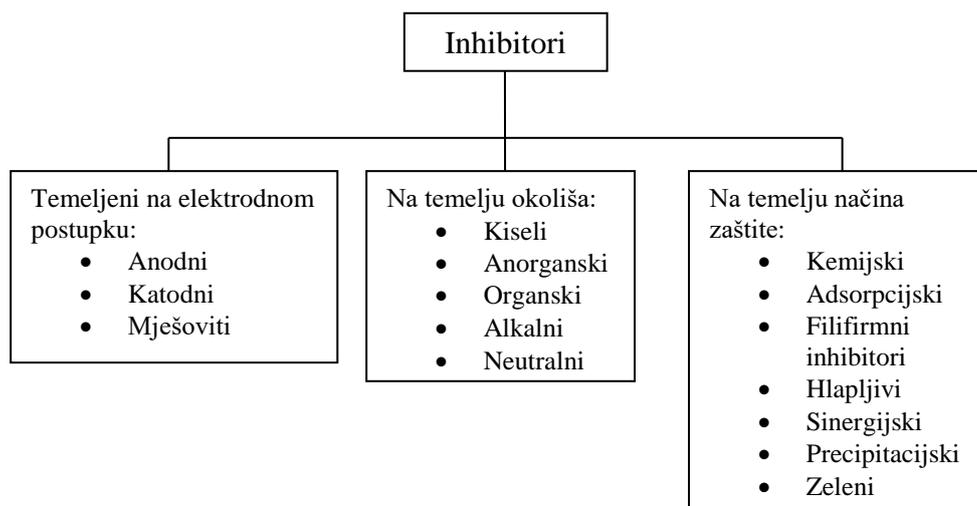 Inhibitori
Temeljeni na elektrodnom
postupku:
• Anodni
• Katodni
• Mješoviti
Na temelju okoliša:
• Kiseli
• Anorganski
• Organski
• Alkalni
• Neutralni
Na temelju načina
zaštite:
• Kemijski
• Adsorpcijski
• Filifirmni
inhibitori
• Hlapljivi
• Sinergijski
• Precipitacijski
• Zeleni